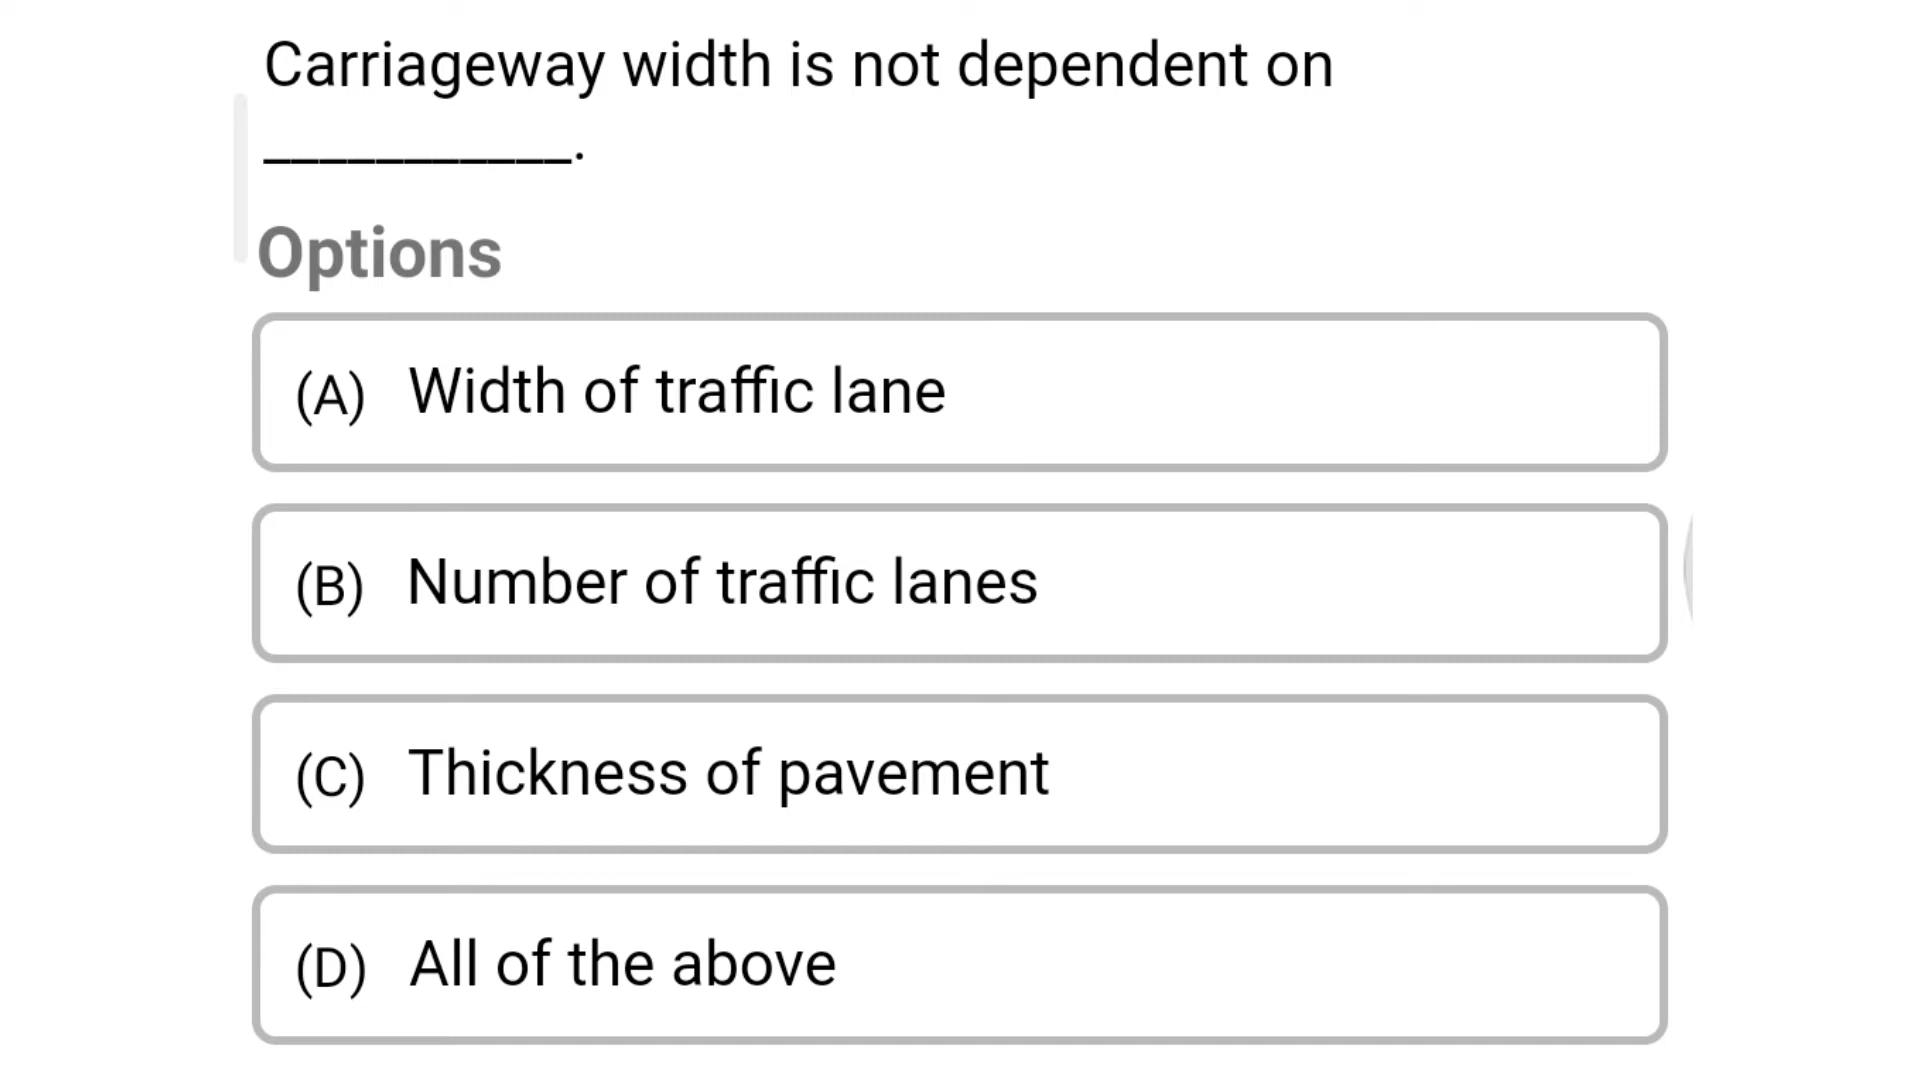 Carriageway width is not dependent on
___________.
Options
(A) Width of traffic lane
(B) Number of traffic lanes
(C) Thickness of pavement
(D) All of the above